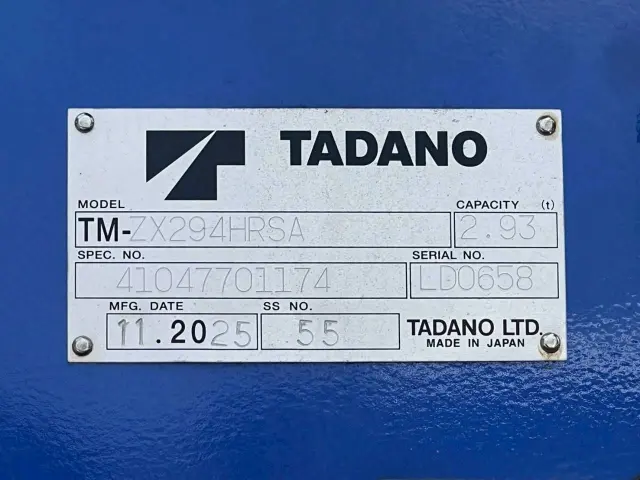 TADANO
MODEL CAPACITY (t)
TM-ZX294HRSA 2.93
SPEC. NO. SERIAL NO.
41047701174 LD0658
MFG. DATE SS NO.
11.2025 55 TADANO LTD.
MADE IN JAPAN